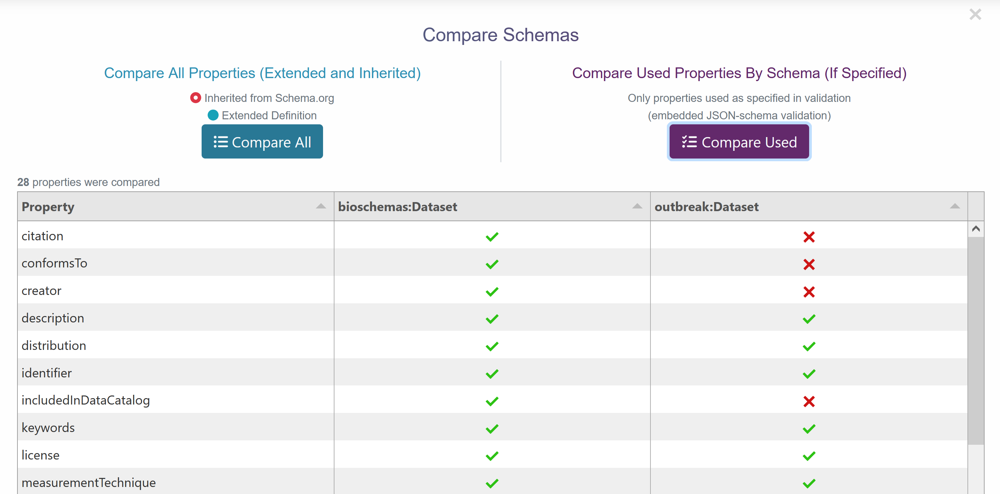 Compare Schemas
Compare All Properties (Extended and Inherited)
Inherited from Schema.org
Extended Definition
Compare All
Compare Used Properties By Schema (If Specified)
Only properties used as specified in validation
(embedded JSON-schema validation)
Compare Used
28 properties were compared
Property bioschemas:Dataset outbreak:Dataset
citation
conformsTo
creator
description
distribution
identifier
includedInDataCatalog
keywords
license
measurementTechnique